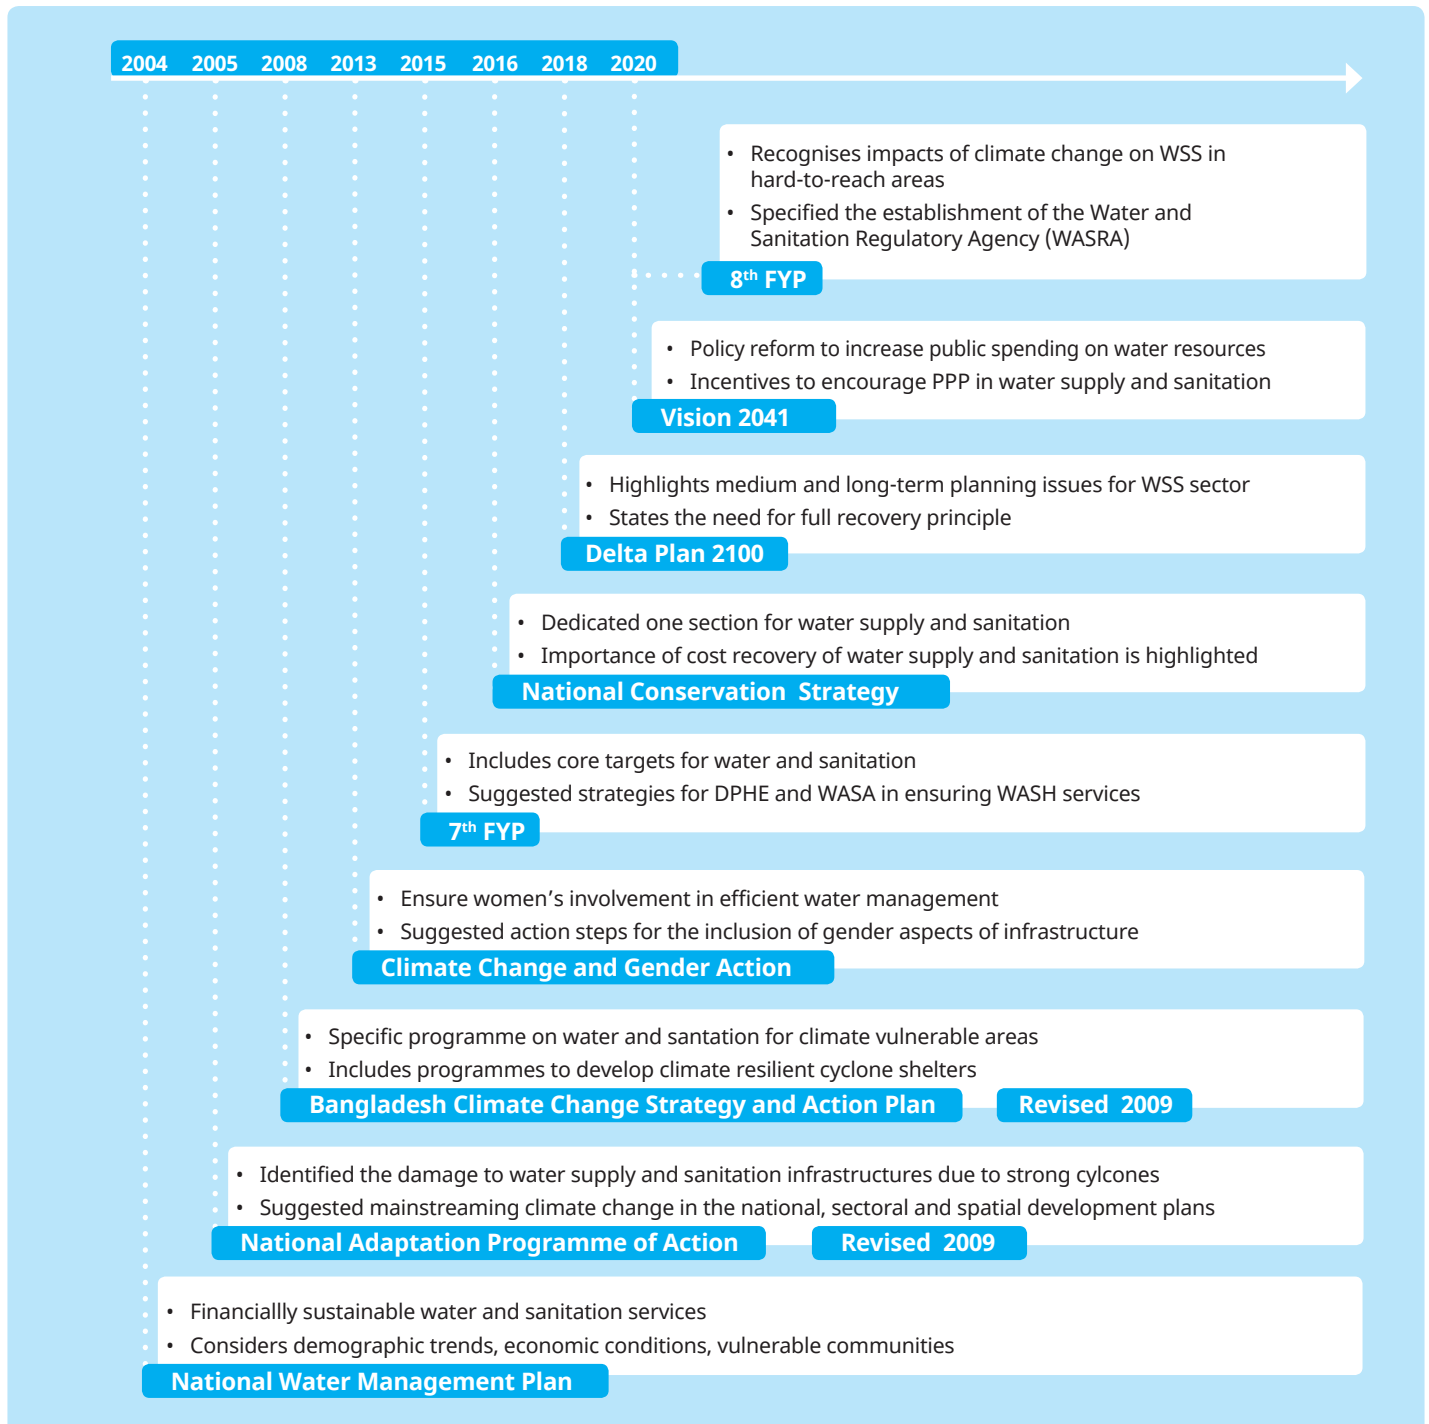 2004 2005 2008 2013 2015 2016 2018 2020
• Recognises impacts of climate change on WSS in
hard-to-reach areas
• Specified the establishment of the Water and
Sanitation Regulatory Agency (WASRA)
8th FYP
• Policy reform to increase public spending on water resources
• Incentives to encourage PPP in water supply and sanitation
Vision 2041
• Highlights medium and long-term planning issues for WSS sector
• States the need for full recovery principle
Delta Plan 2100
• Dedicated one section for water supply and sanitation
• Importance of cost recovery of water supply and sanitation is highlighted
National Conservation Strategy
• Includes core targets for water and sanitation
• Suggested strategies for DPHE and WASA in ensuring WASH services
7th FYP
• Ensure women’s involvement in efficient water management
• Suggested action steps for the inclusion of gender aspects of infrastructure
Climate Change and Gender Action
• Specific programme on water and santation for climate vulnerable areas
• Includes programmes to develop climate resilient cyclone shelters
Bangladesh Climate Change Strategy and Action Plan Revised 2009
• Identified the damage to water supply and sanitation infrastructures due to strong cylcones
• Suggested mainstreaming climate change in the national, sectoral and spatial development plans
National Adaptation Programme of Action Revised 2009
• Financiallly sustainable water and sanitation services
• Considers demographic trends, economic conditions, vulnerable communities
National Water Management Plan